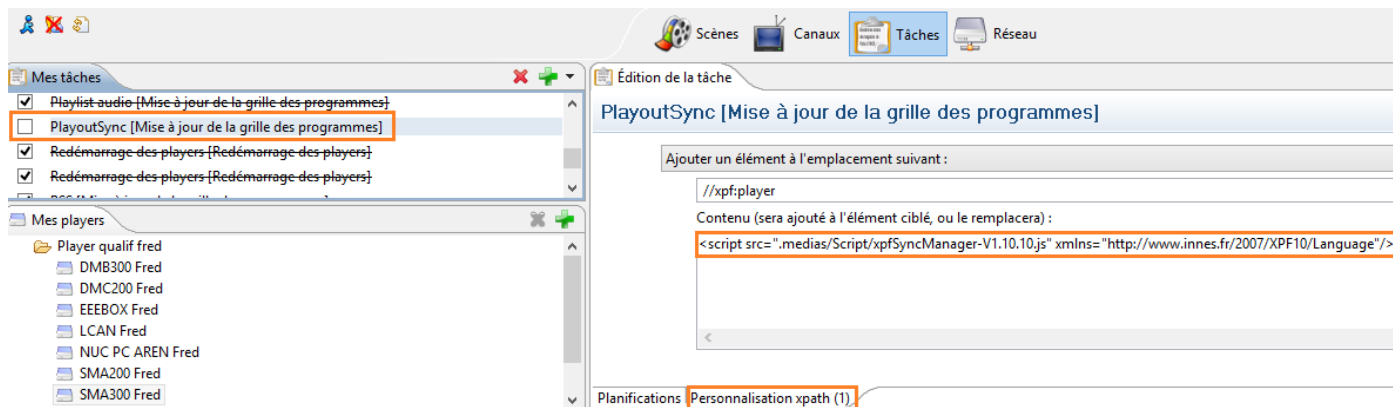 Scènes Canaux Tâches Réseau
Mes tâches
Playlist audio [Mise à jour de la grille des programmes]
PlayoutSync [Mise à jour de la grille des programmes]
Redémarrage des players [Redémarrage des players]
Redémarrage des players [Redémarrage des players]
Mes players
Player qualif fred
DMB300 Fred
DMC200 Fred
EEEBOX Fred
LCAN Fred
NUC PC AREN Fred
SMA200 Fred
SMA300 Fred
Édition de la tâche
PlayoutSync [Mise à jour de la grille des programmes]
Ajouter un élément à l'emplacement suivant :
//xpf:player
Contenu (sera ajouté à l'élément ciblé, ou le remplacera) :
<script src=".medias/Script/xpfSyncManager-V1.10.10.js" xmlns="http://www.innes.fr/2007/XPF10/Language"/>
Planifications Personnalisation xpath (1)